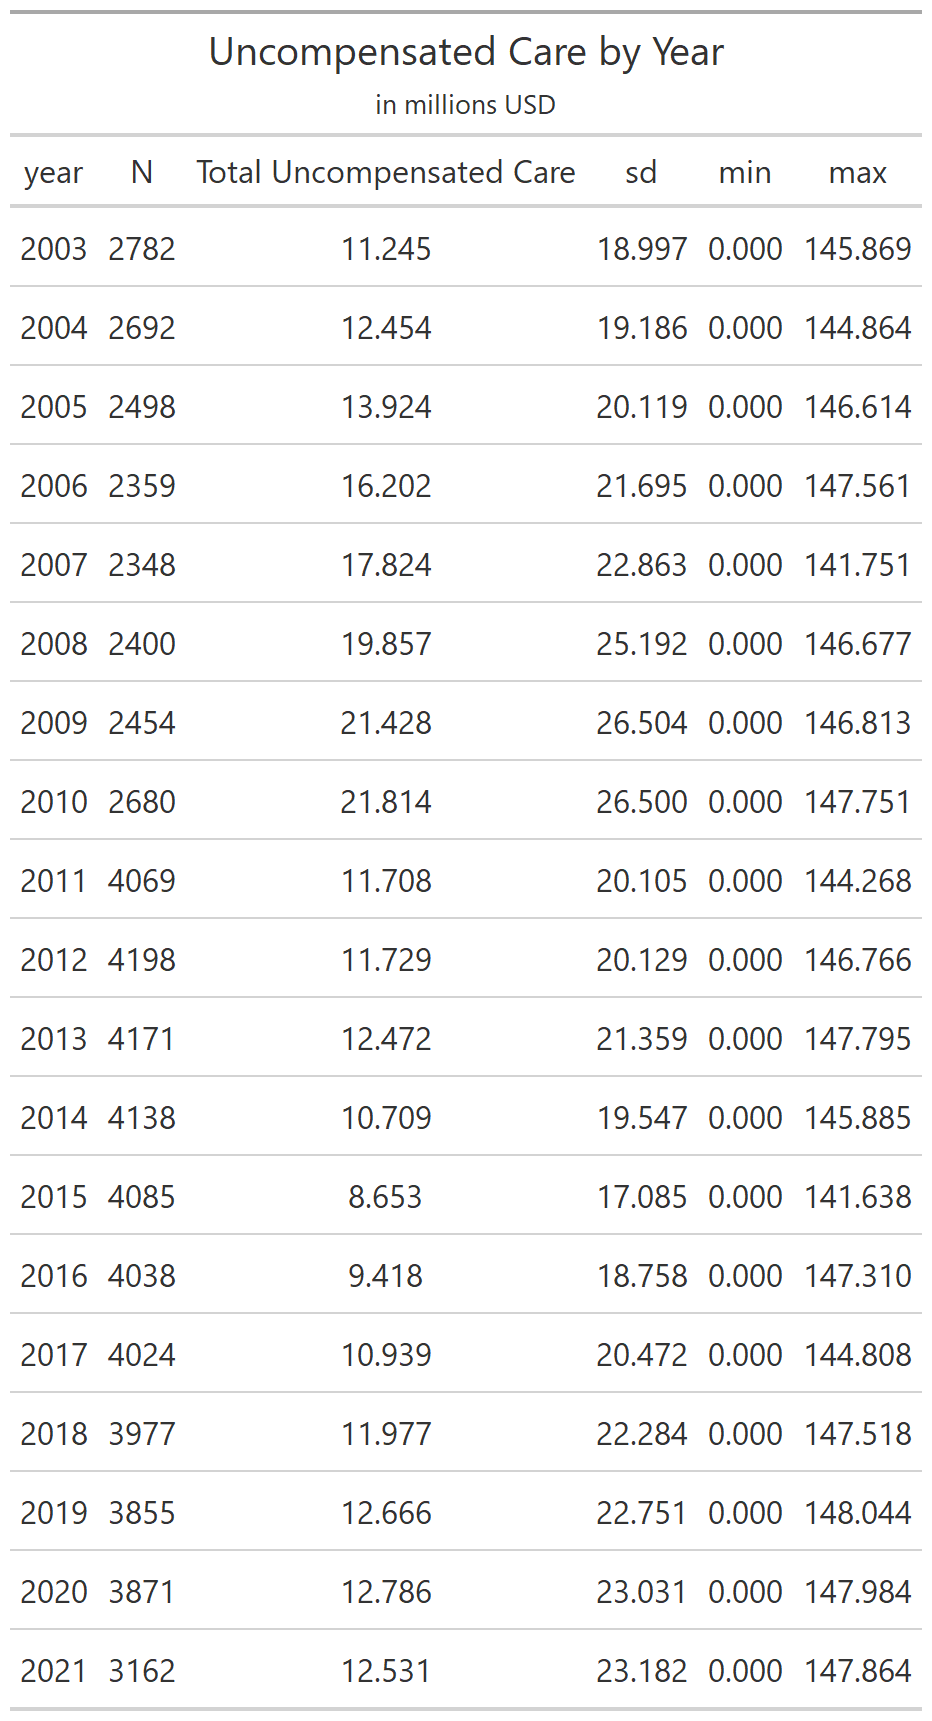 Uncompensated Care by Year
in millions USD
year N Total Uncompensated Care sd min max
2003 2782 11.245 18.997 0.000 145.869
2004 2692 12.454 19.186 0.000 144.864
2005 2498 13.924 20.119 0.000 146.614
2006 2359 16.202 21.695 0.000 147.561
2007 2348 17.824 22.863 0.000 141.751
2008 2400 19.857 25.192 0.000 146.677
2009 2454 21.428 26.504 0.000 146.813
2010 2680 21.814 26.500 0.000 147.751
2011 4069 11.708 20.105 0.000 144.268
2012 4198 11.729 20.129 0.000 146.766
2013 4171 12.472 21.359 0.000 147.795
2014 4138 10.709 19.547 0.000 145.885
2015 4085 8.653 17.085 0.000 141.638
2016 4038 9.418 18.758 0.000 147.310
2017 4024 10.939 20.472 0.000 144.808
2018 3977 11.977 22.284 0.000 147.518
2019 3855 12.666 22.751 0.000 148.044
2020 3871 12.786 23.031 0.000 147.984
2021 3162 12.531 23.182 0.000 147.864